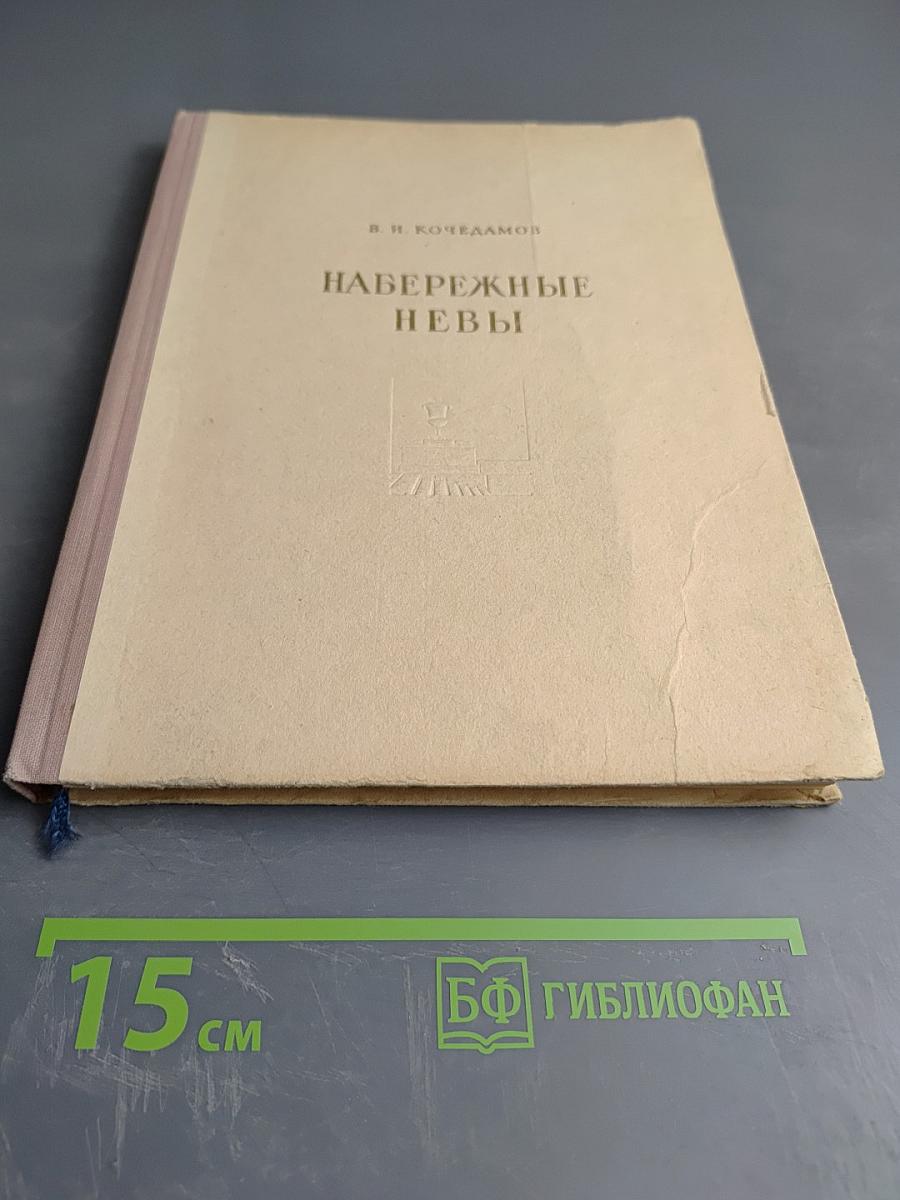 В. И. КОЧЕДАМОВ
НАБЕРЕЖНЫЕ
НЕВЫ
15 см
БФ ГИБЛИОФАН